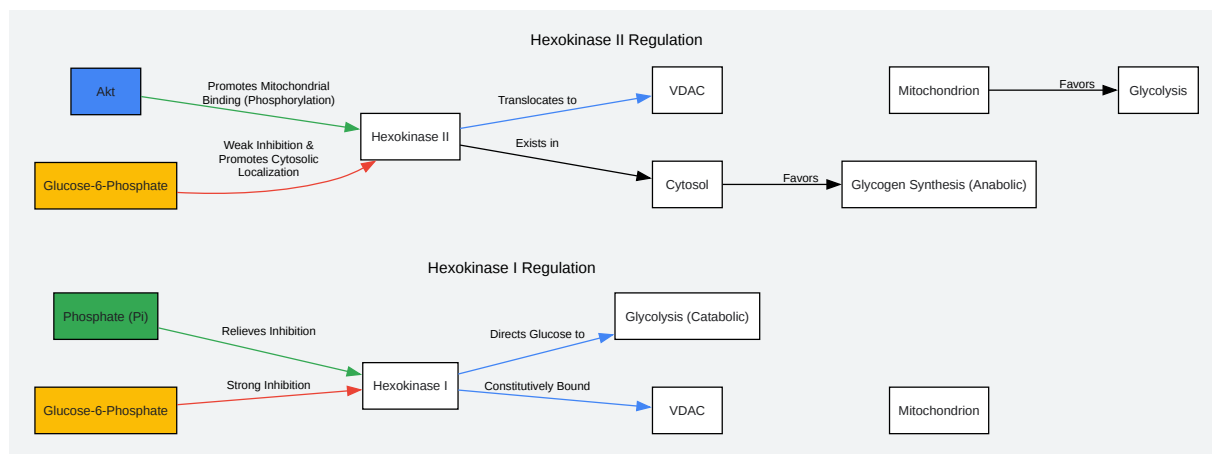 Hexokinase II Regulation
Akt
Promotes Mitochondrial
Binding (Phosphorylation)
VDAC
Mitochondrion
Favors
Glycolysis
Translocates to
Hexokinase II
Exists in
Weak Inhibition &
Promotes Cytosolic
Localization
Glucose-6-Phosphate
Cytosol
Favors
Glycogen Synthesis (Anabolic)
Hexokinase I Regulation
Phosphate (Pi)
Relieves Inhibition
Glycolysis (Catabolic)
Directs Glucose to
Hexokinase I
Strong Inhibition
Constitutively Bound
Glucose-6-Phosphate
VDAC
Mitochondrion